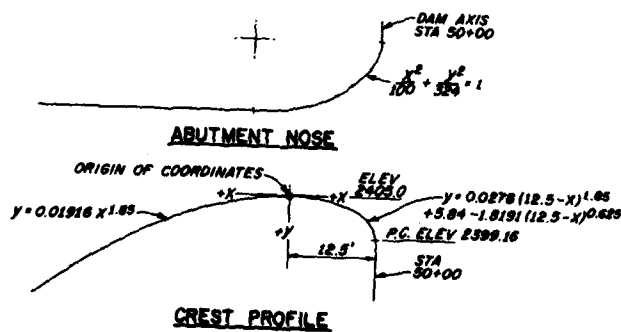 DAM AXIS
STA 50+00
x²/100 + y²/324 = 1
ABUTMENT NOSE
ORIGIN OF COORDINATES
ELEV
2405.0
+X
+X
y = 0.0276 (12.5-X)^1.85
+5.84-1.8191 (12.5-X)^0.625
y = 0.01916 X^1.85
+Y
P.C. ELEV 2399.16
12.5'
STA
50+00
CREST PROFILE